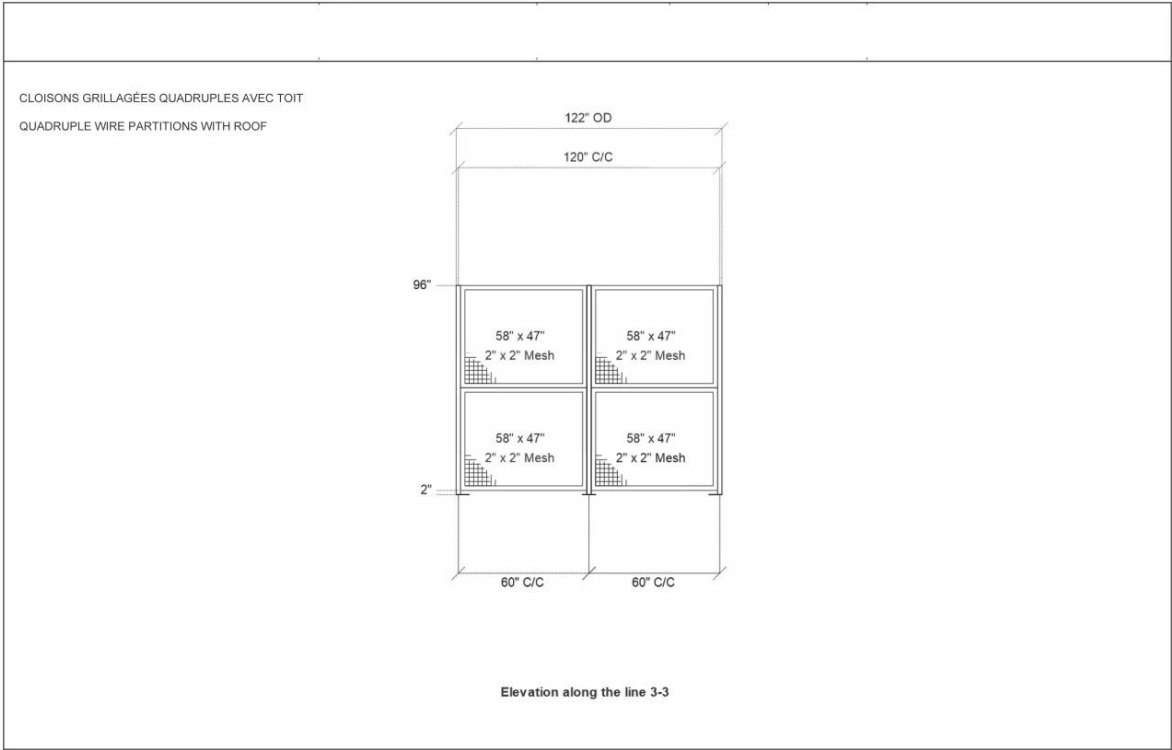 CLOISONS GRILLAGÉES QUADRUPLES AVEC TOIT
QUADRUPLE WIRE PARTITIONS WITH ROOF
122" OD
120" C/C
96"
58" x 47"
2" x 2" Mesh
58" x 47"
2" x 2" Mesh
58" x 47"
2" x 2" Mesh
58" x 47"
2" x 2" Mesh
2"
60" C/C
60" C/C
Elevation along the line 3-3